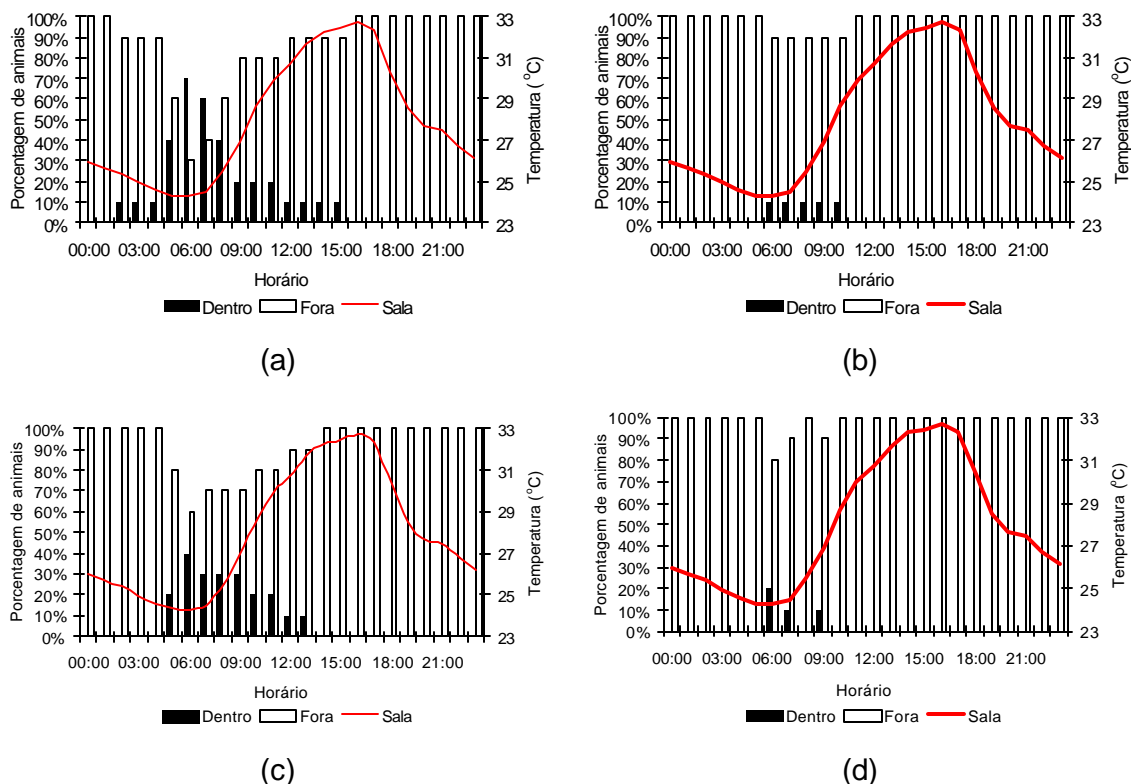 100%
90%
80%
70%
60%
50%
40%
30%
20%
10%
0%
Porcentagem de animais
33
31
29
27
25
23
Temperatura ( °C)
00:00 03:00 06:00 09:00 12:00 15:00 18:00 21:00
Horário
Dentro Fora Sala
(a)
100%
90%
80%
70%
60%
50%
40%
30%
20%
10%
0%
Porcentagem de animais
33
31
29
27
25
23
Temperatura ( °C)
00:00 03:00 06:00 09:00 12:00 15:00 18:00 21:00
Horário
Dentro Fora Sala
(b)
100%
90%
80%
70%
60%
50%
40%
30%
20%
10%
0%
Porcentagem de animais
33
31
29
27
25
23
Temperatura ( °C)
00:00 03:00 06:00 09:00 12:00 15:00 18:00 21:00
Horário
Dentro Fora Sala
(c)
100%
90%
80%
70%
60%
50%
40%
30%
20%
10%
0%
Porcentagem de animais
33
31
29
27
25
23
Temperatura ( °C)
00:00 03:00 06:00 09:00 12:00 15:00 18:00 21:00
Horário
Dentro Fora Sala
(d)